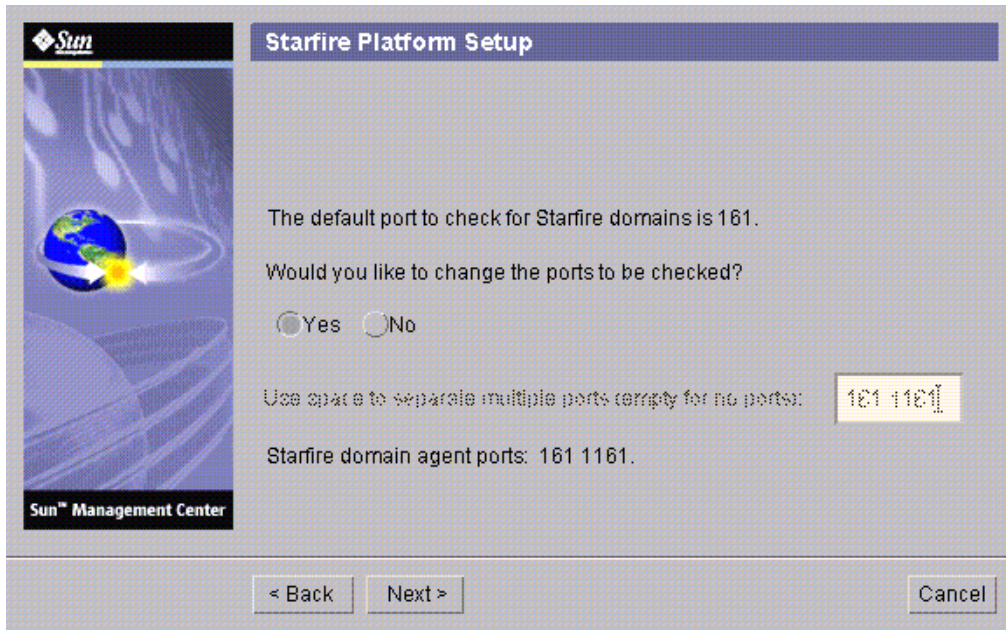 Sun
Starfire Platform Setup
The default port to check for Starfire domains is 161.
Would you like to change the ports to be checked?
Yes No
Use space to separate multiple ports (empty for no ports): 161 1161
Starfire domain agent ports: 161 1161.
Sun™ Management Center
< Back Next > Cancel